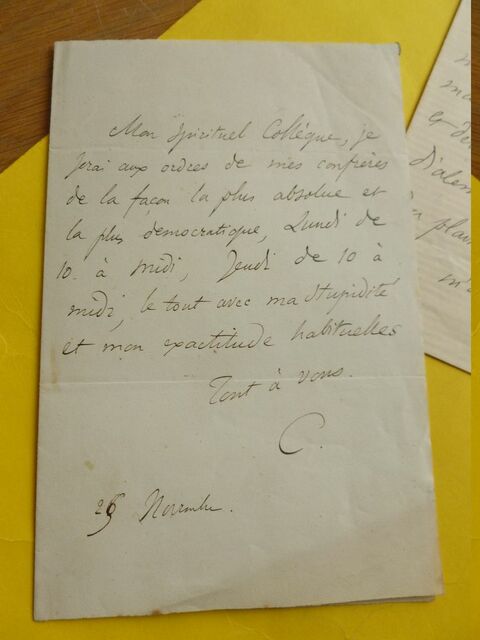 Mon spirituel Collègue, je
serai aux ordres de mes confrères
de la façon la plus absolue et
la plus democratique, Lundi de
10 à midi, Jeudi de 10 à
midi, le tout avec ma stupidité
et mon exactitude habituelles
Tout à vous.
C.
Novembre.